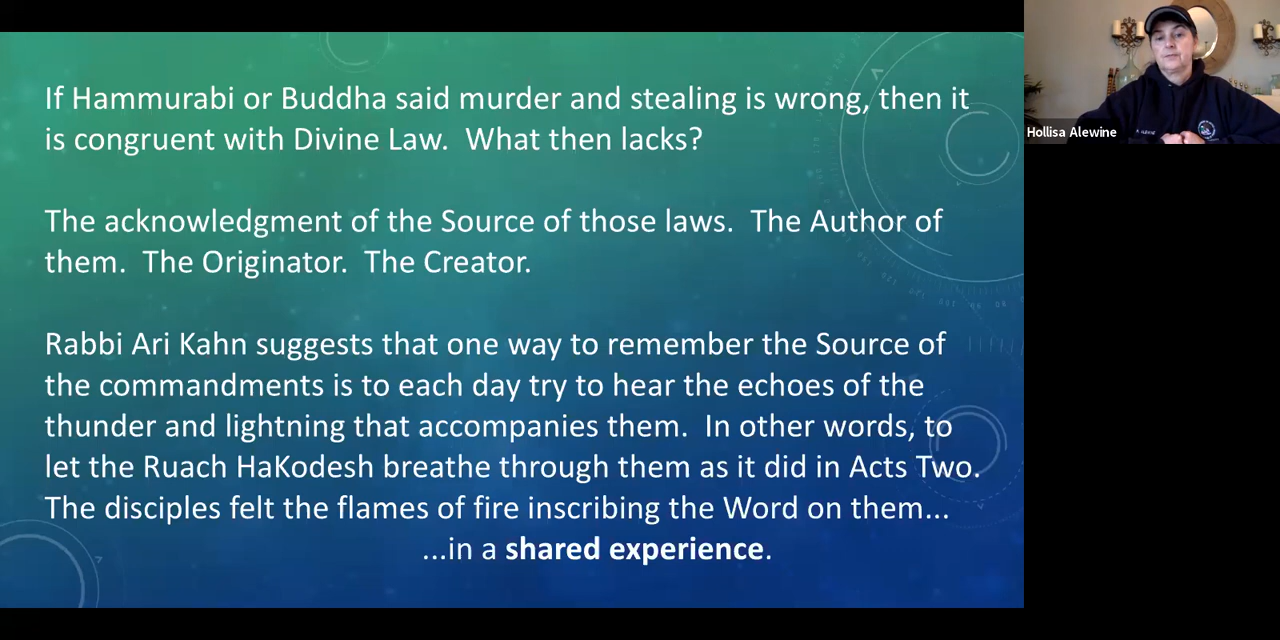 If Hammurabi or Buddha said murder and stealing is wrong, then it
is congruent with Divine Law.  What then lacks?
The acknowledgment of the Source of those laws.  The Author of
them.  The Originator.  The Creator.
Rabbi Ari Kahn suggests that one way to remember the Source of
the commandments is to each day try to hear the echoes of the
thunder and lightning that accompanies them.  In other words, to
let the Ruach HaKodesh breathe through them as it did in Acts Two.
The disciples felt the flames of fire inscribing the Word on them...
...in a shared experience.
Hollisa Alewine